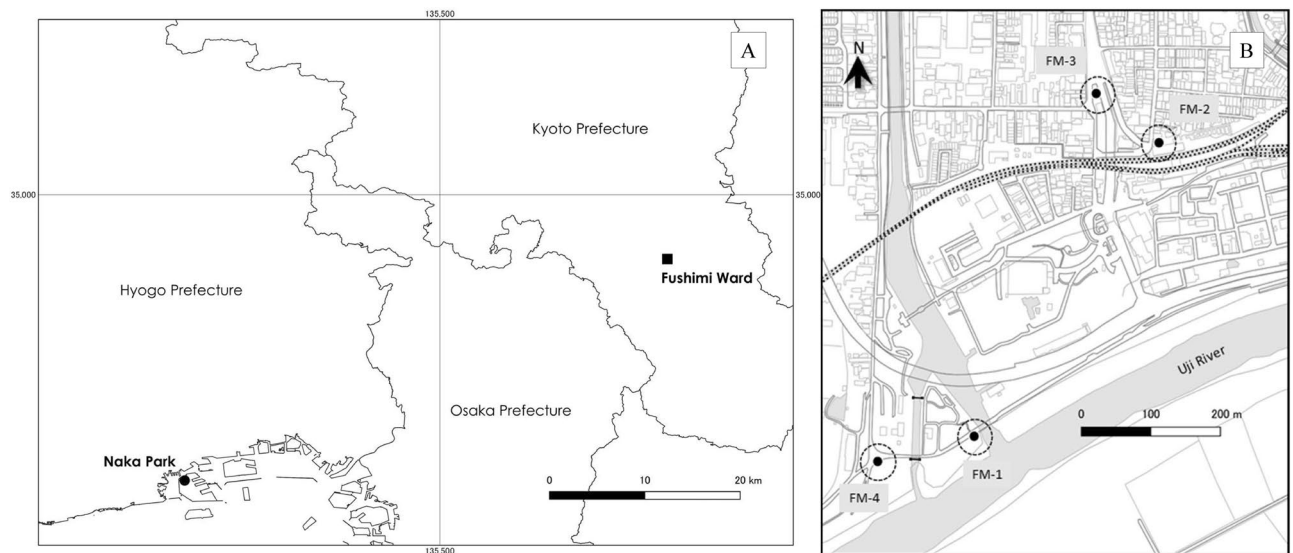 135.500
A
Kyoto Prefecture
35.000
35.000
Fushimi Ward
Hyogo Prefecture
Osaka Prefecture
Naka Park
0 10 20 km
135.500
B
N
FM-3
FM-2
Uji River
0 100 200 m
FM-1
FM-4